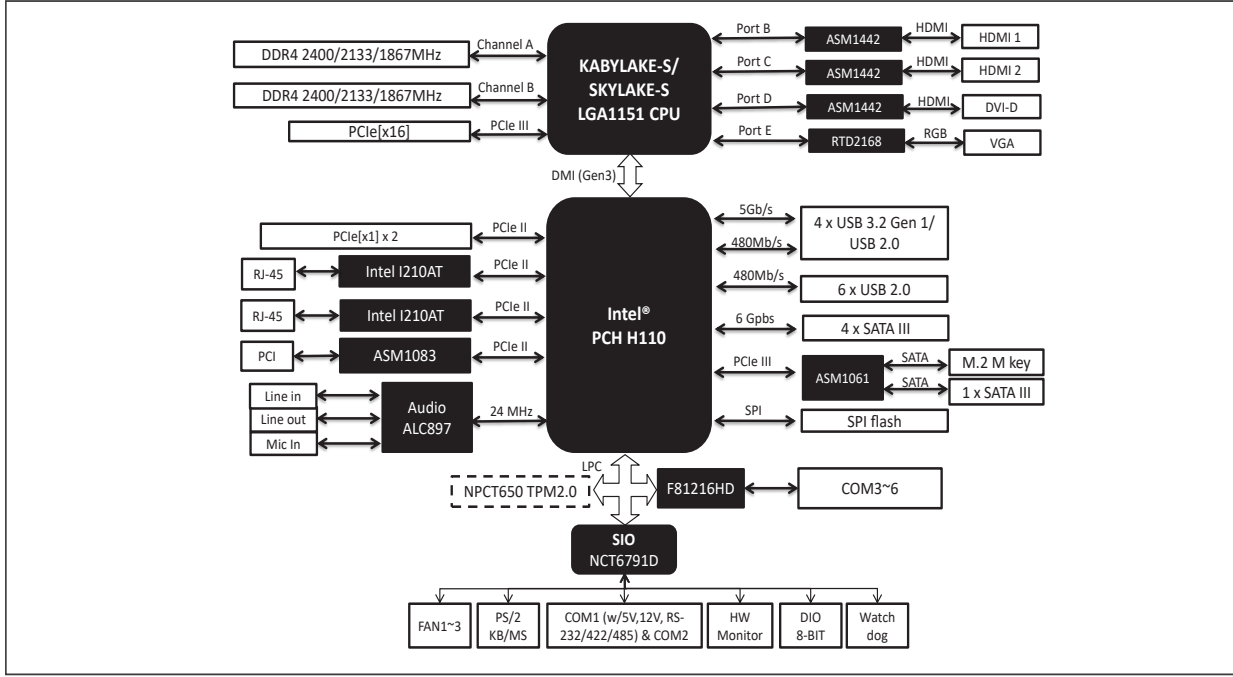 DDR4 2400/2133/1867MHz
Channel A
DDR4 2400/2133/1867MHz
Channel B
PCIe[x16]
PCIe III
KABYLAKE-S/
SKYLAKE-S
LGA1151 CPU
Port B
ASM1442
HDMI
HDMI 1
Port C
ASM1442
HDMI
HDMI 2
Port D
ASM1442
HDMI
DVI-D
Port E
RTD2168
RGB
VGA
DMI (Gen3)
PCIe[x1] x 2
PCIe II
RJ-45
Intel I210AT
PCIe II
RJ-45
Intel I210AT
PCIe II
PCI
ASM1083
PCIe II
Line in
Line out
Mic In
Audio
ALC897
24 MHz
Intel®
PCH H110
5Gb/s
480Mb/s
4 x USB 3.2 Gen 1/
USB 2.0
480Mb/s
6 x USB 2.0
6 Gpbs
4 x SATA III
PCIe III
ASM1061
SATA
M.2 M key
SATA
1 x SATA III
SPI
SPI flash
LPC
NPCT650 TPM2.0
F81216HD
COM3~6
SIO
NCT6791D
FAN1~3
PS/2
KB/MS
COM1 (w/5V,12V, RS-
232/422/485) & COM2
HW
Monitor
DIO
8-BIT
Watch
dog